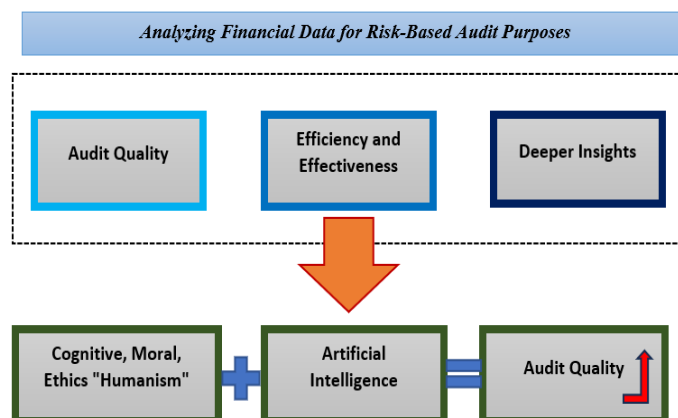 Analyzing Financial Data for Risk-Based Audit Purposes
Audit Quality
Efficiency and
Effectiveness
Deeper Insights
Cognitive, Moral,
Ethics "Humanism"
Artificial
Intelligence
Audit Quality